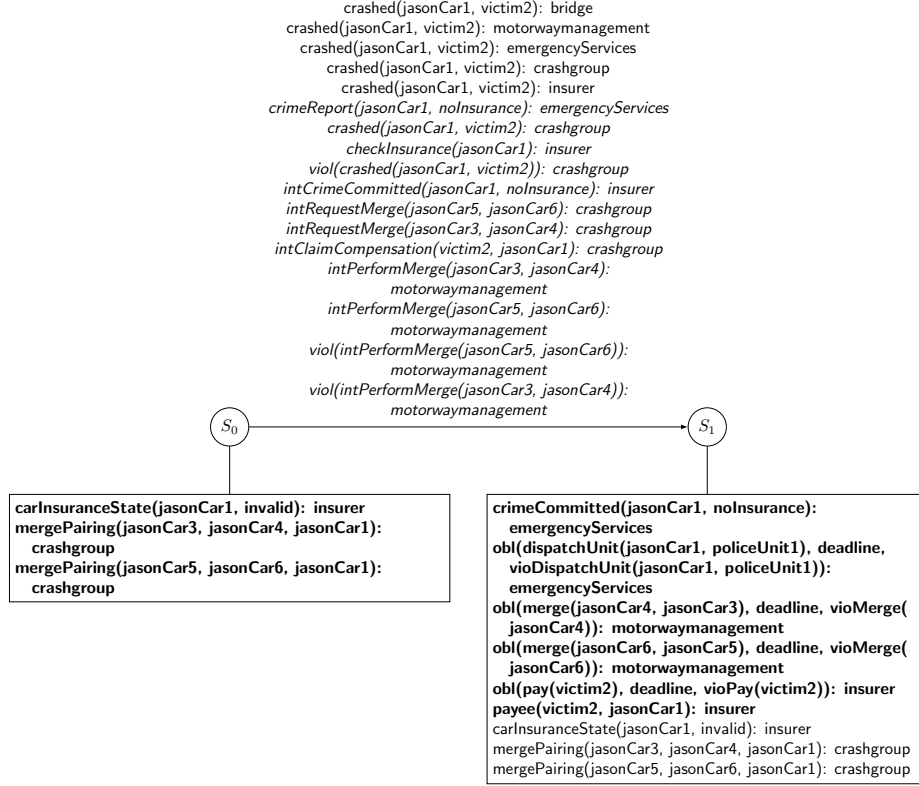 crashed(jasonCar1, victim2): bridge
crashed(jasonCar1, victim2): motorwaymanagement
crashed(jasonCar1, victim2): emergencyServices
crashed(jasonCar1, victim2): crashgroup
crashed(jasonCar1, victim2): insurer
crimeReport(jasonCar1, noInsurance): emergencyServices
crashed(jasonCar1, victim2): crashgroup
checkInsurance(jasonCar1): insurer
viol(crashed(jasonCar1, victim2)): crashgroup
intCrimeCommitted(jasonCar1, noInsurance): insurer
intRequestMerge(jasonCar5, jasonCar6): crashgroup
intRequestMerge(jasonCar3, jasonCar4): crashgroup
intClaimCompensation(victim2, jasonCar1): crashgroup
intPerformMerge(jasonCar3, jasonCar4):
motorwaymanagement
intPerformMerge(jasonCar5, jasonCar6):
motorwaymanagement
viol(intPerformMerge(jasonCar5, jasonCar6)):
motorwaymanagement
viol(intPerformMerge(jasonCar3, jasonCar4)):
motorwaymanagement
S0
S1
carInsuranceState(jasonCar1, invalid): insurer
mergePairing(jasonCar3, jasonCar4, jasonCar1):
crashgroup
mergePairing(jasonCar5, jasonCar6, jasonCar1):
crashgroup
crimeCommitted(jasonCar1, noInsurance):
emergencyServices
obl(dispatchUnit(jasonCar1, policeUnit1), deadline,
vioDispatchUnit(jasonCar1, policeUnit1)):
emergencyServices
obl(merge(jasonCar4, jasonCar3), deadline, vioMerge(
jasonCar4)): motorwaymanagement
obl(merge(jasonCar6, jasonCar5), deadline, vioMerge(
jasonCar6)): motorwaymanagement
obl(pay(victim2), deadline, vioPay(victim2)): insurer
payee(victim2, jasonCar1): insurer
carInsuranceState(jasonCar1, invalid): insurer
mergePairing(jasonCar3, jasonCar4, jasonCar1): crashgroup
mergePairing(jasonCar5, jasonCar6, jasonCar1): crashgroup